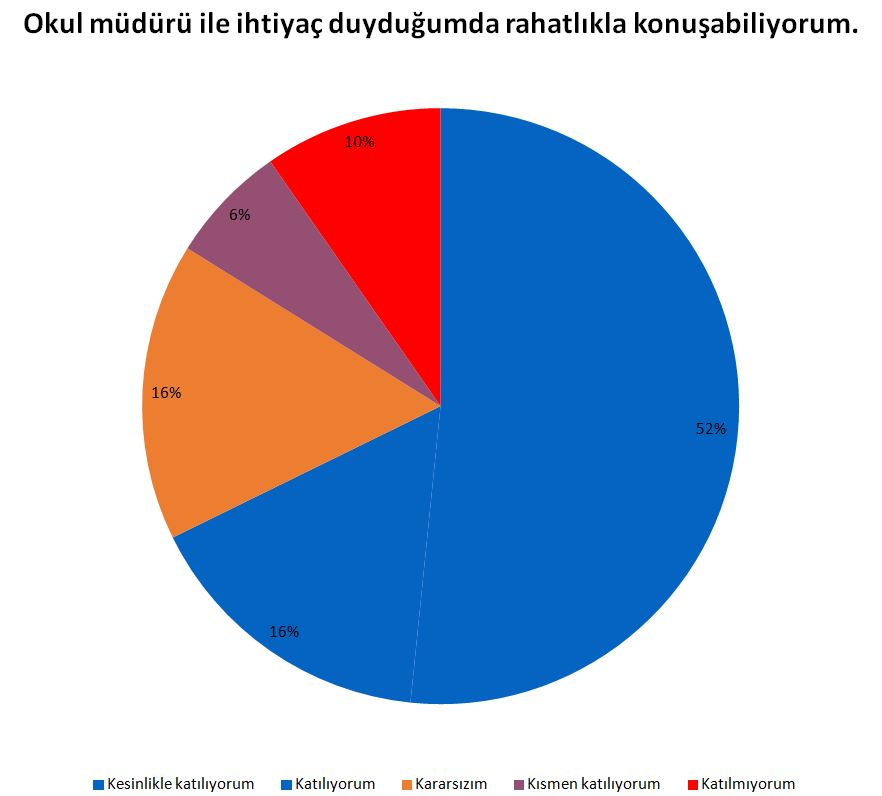 Okul müdürü ile ihtiyaç duyduğumda rahatlıkla konuşabiliyorum.
10%
6%
16%
52%
16%
Kesinlikle katılıyorum Katılıyorum Kararsızım Kısmen katılıyorum Katılmıyorum